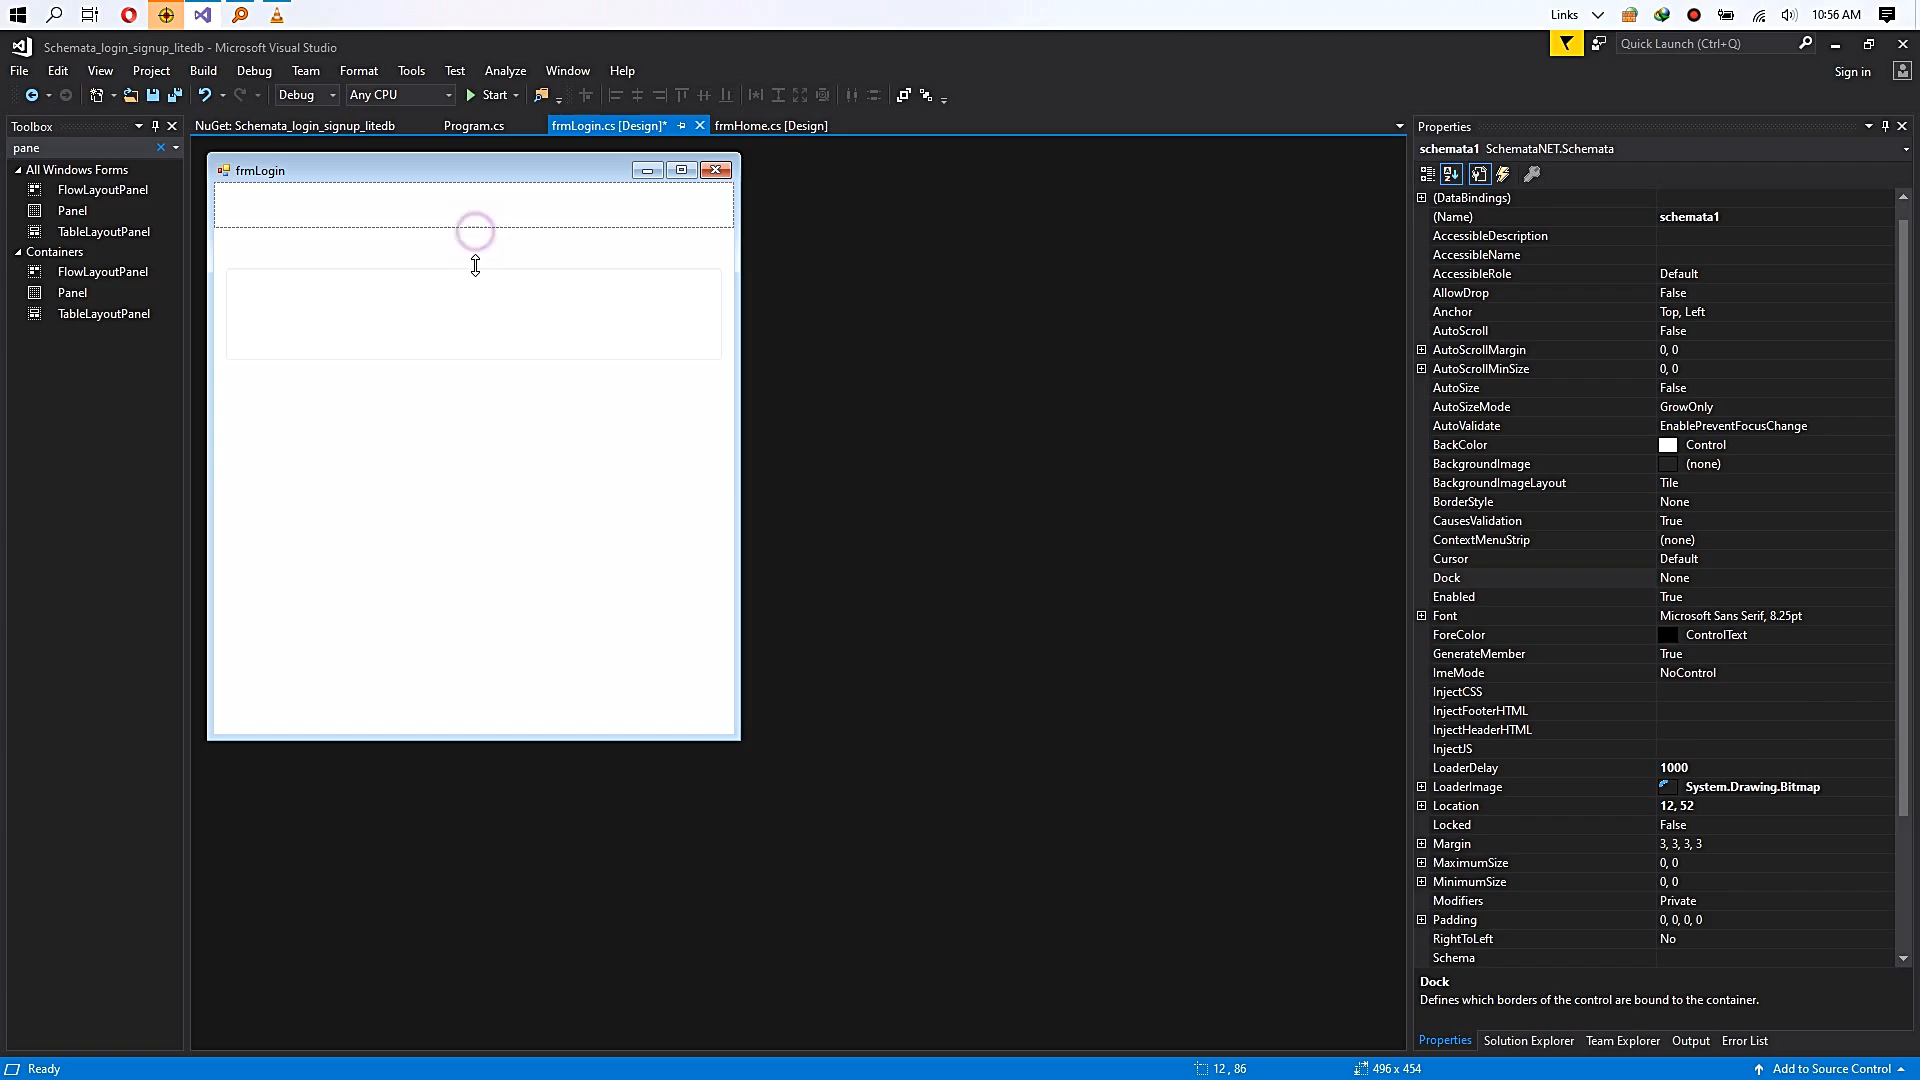 Links
10:56 AM
Schemata_login_signup_litedb - Microsoft Visual Studio
Quick Launch (Ctrl+Q)
File Edit View Project Build Debug Team Format Tools Test Analyze Window Help
Sign in
Debug Any CPU Start
Toolbox
NuGet: Schemata_login_signup_litedb Program.cs frmLogin.cs [Design]* frmHome.cs [Design]
Properties
pane
schemata1 SchemataNET.Schemata
All Windows Forms
FlowLayoutPanel
Panel
TableLayoutPanel
Containers
FlowLayoutPanel
Panel
TableLayoutPanel
frmLogin
(DataBindings)
(Name) schemata1
AccessibleDescription
AccessibleName
AccessibleRole Default
AllowDrop False
Anchor Top, Left
AutoScroll False
AutoScrollMargin 0, 0
AutoScrollMinSize 0, 0
AutoSize False
AutoSizeMode GrowOnly
AutoValidate EnablePreventFocusChange
BackColor Control
BackgroundImage (none)
BackgroundImageLayout Tile
BorderStyle None
CausesValidation True
ContextMenuStrip (none)
Cursor Default
Dock None
Enabled True
Font Microsoft Sans Serif, 8.25pt
ForeColor ControlText
GenerateMember True
ImeMode NoControl
InjectCSS
InjectFooterHTML
InjectHeaderHTML
InjectJS
LoaderDelay 1000
LoaderImage System.Drawing.Bitmap
Location 12, 52
Locked False
Margin 3, 3, 3, 3
MaximumSize 0, 0
MinimumSize 0, 0
Modifiers Private
Padding 0, 0, 0, 0
RightToLeft No
Schema
Dock
Defines which borders of the control are bound to the container.
Properties Solution Explorer Team Explorer Output Error List
Ready 12 , 86 496 x 454 Add to Source Control